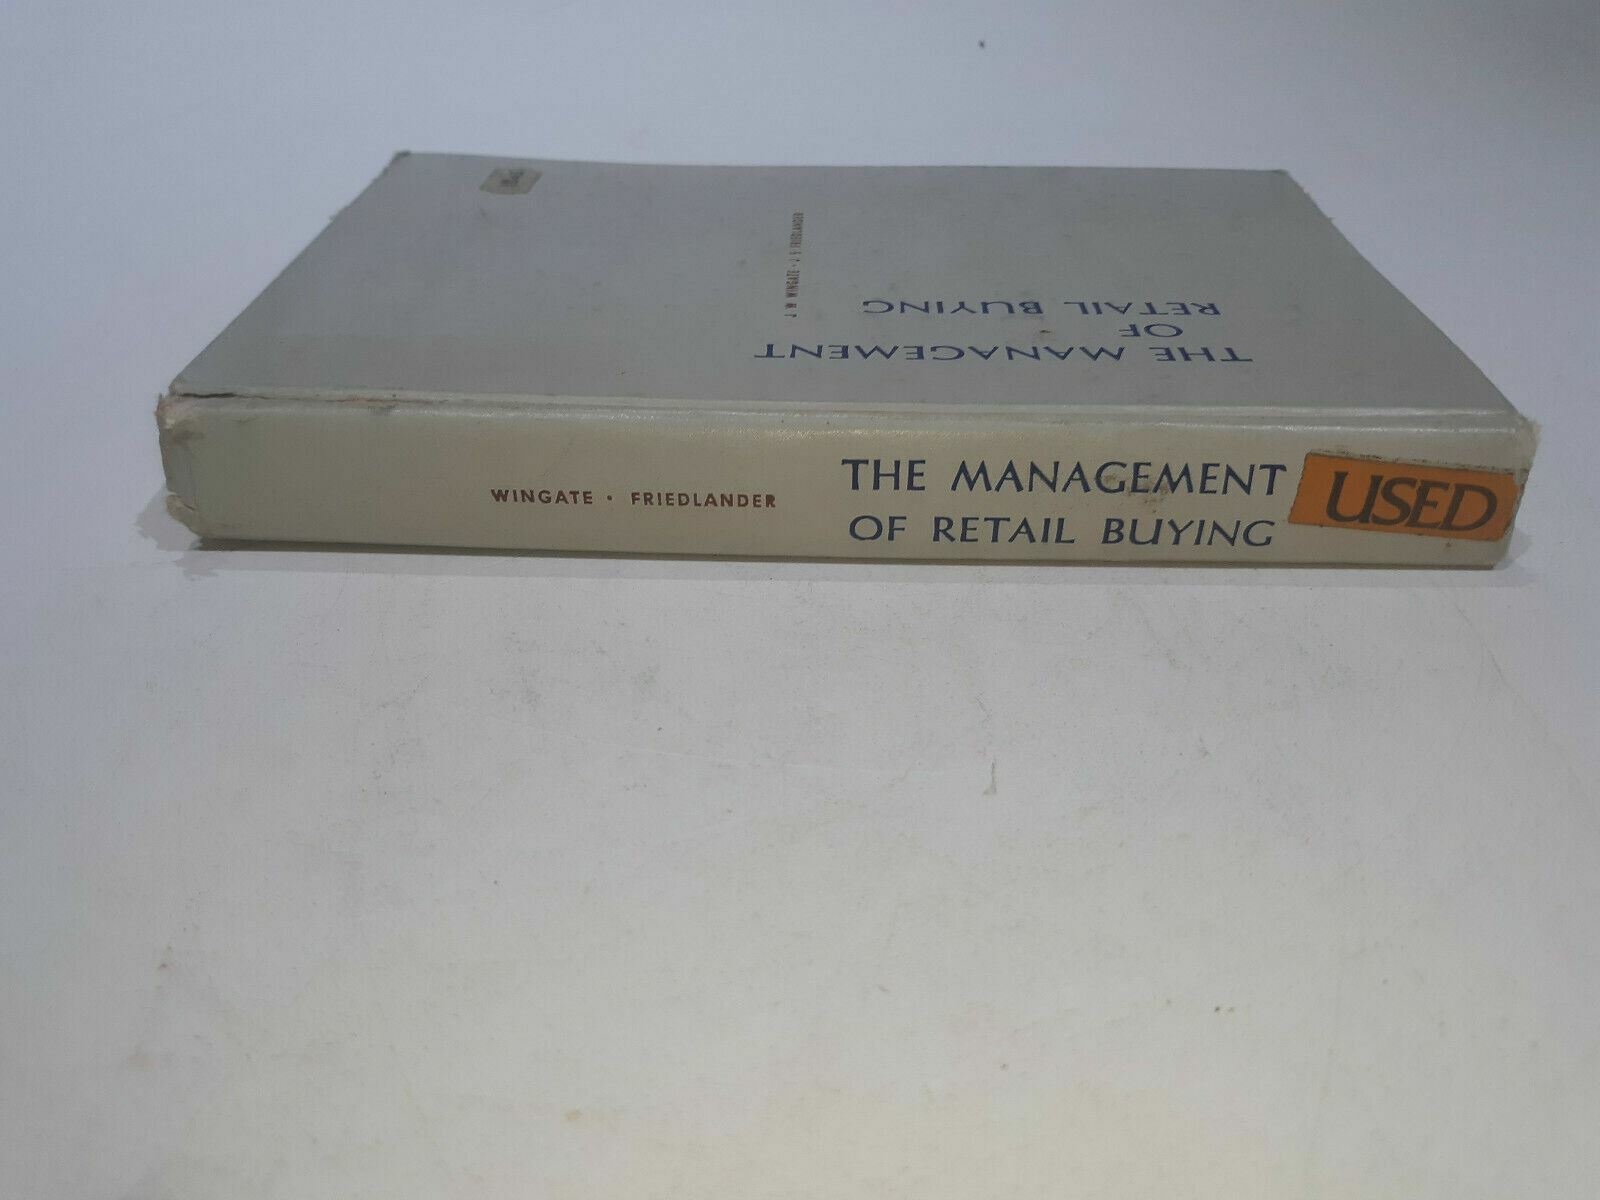 THE MANAGEMENT
OF RETAIL BUYING
WINGATE • FRIEDLANDER
USED
THE MANAGEMENT
OF
RETAIL BUYING
J W WINGATE • J S FRIEDLANDER